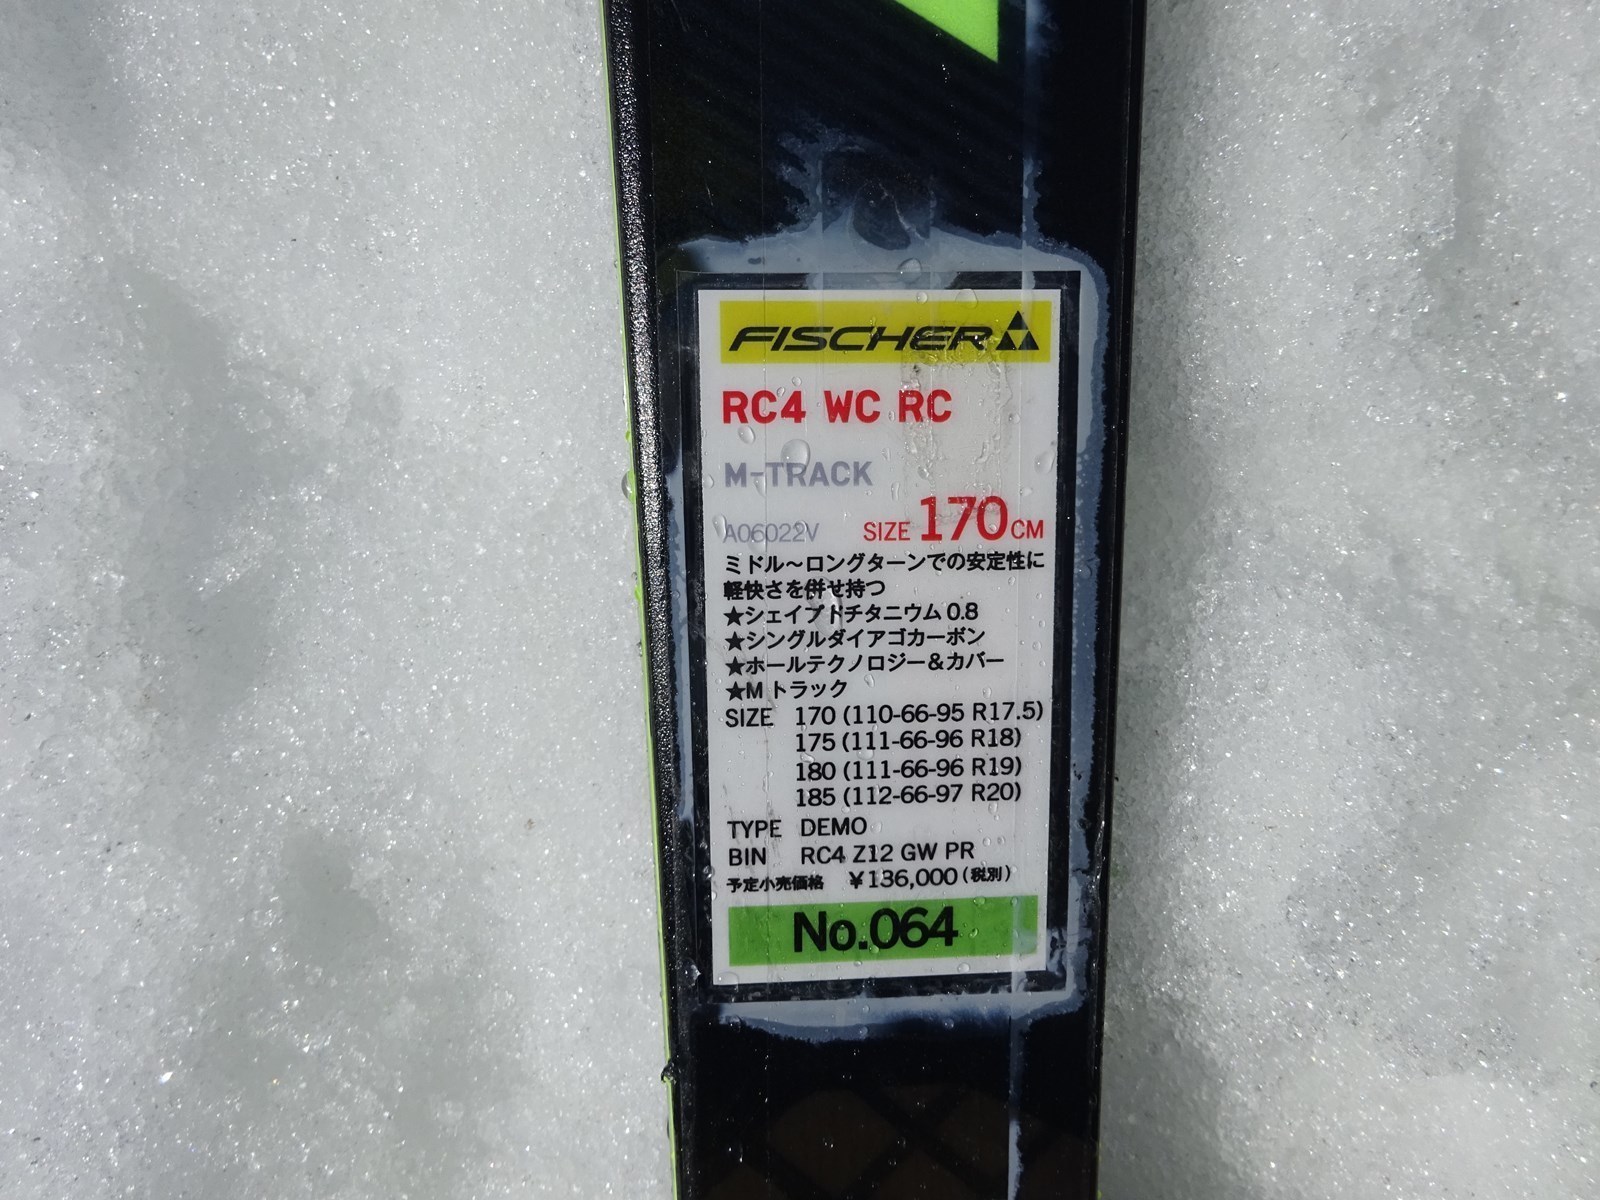 FISCHER
RC4 WC RC
M-TRACK
A06022V SIZE 170CM
ミドル～ロングターンでの安定性に
軽快さを併せ持つ
★シェイプドチタニウム 0.8
★シングルダイアゴカーボン
★ホールテクノロジー＆カバー
★M トラック
SIZE 170 (110-66-95 R17.5)
175 (111-66-96 R18)
180 (111-66-96 R19)
185 (112-66-97 R20)
TYPE DEMO
BIN RC4 Z12 GW PR
予定小売価格 ￥136,000 (税別)
No.064